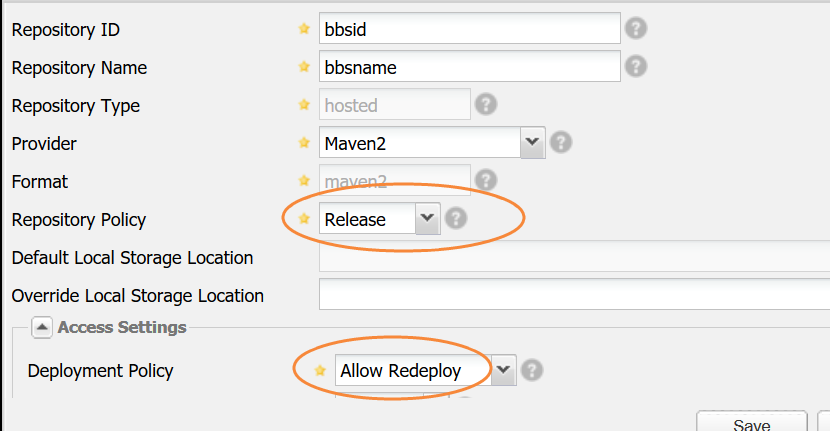 Repository ID bbsid
Repository Name bbsname
Repository Type hosted
Provider Maven2
Format maven2
Repository Policy Release
Default Local Storage Location
Override Local Storage Location
Access Settings
Deployment Policy Allow Redeploy
Save